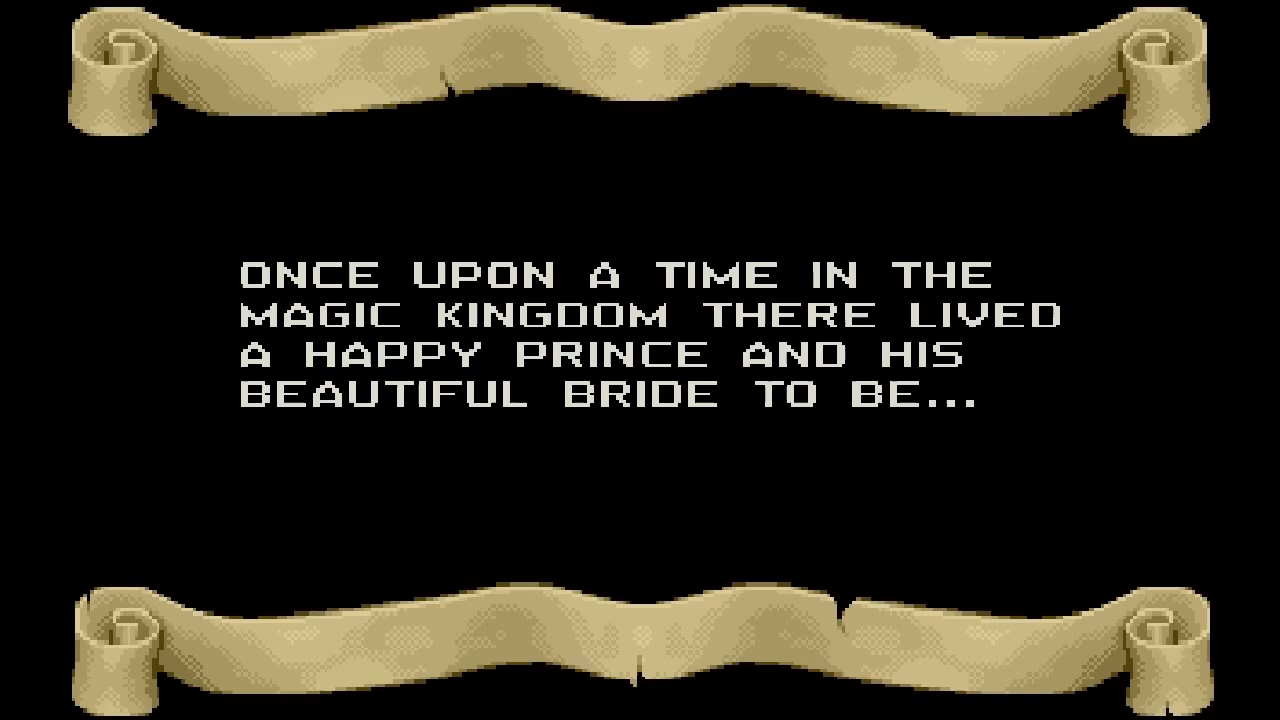 ONCE UPON A TIME IN THE
MAGIC KINGDOM THERE LIVED
A HAPPY PRINCE AND HIS
BEAUTIFUL BRIDE TO BE...